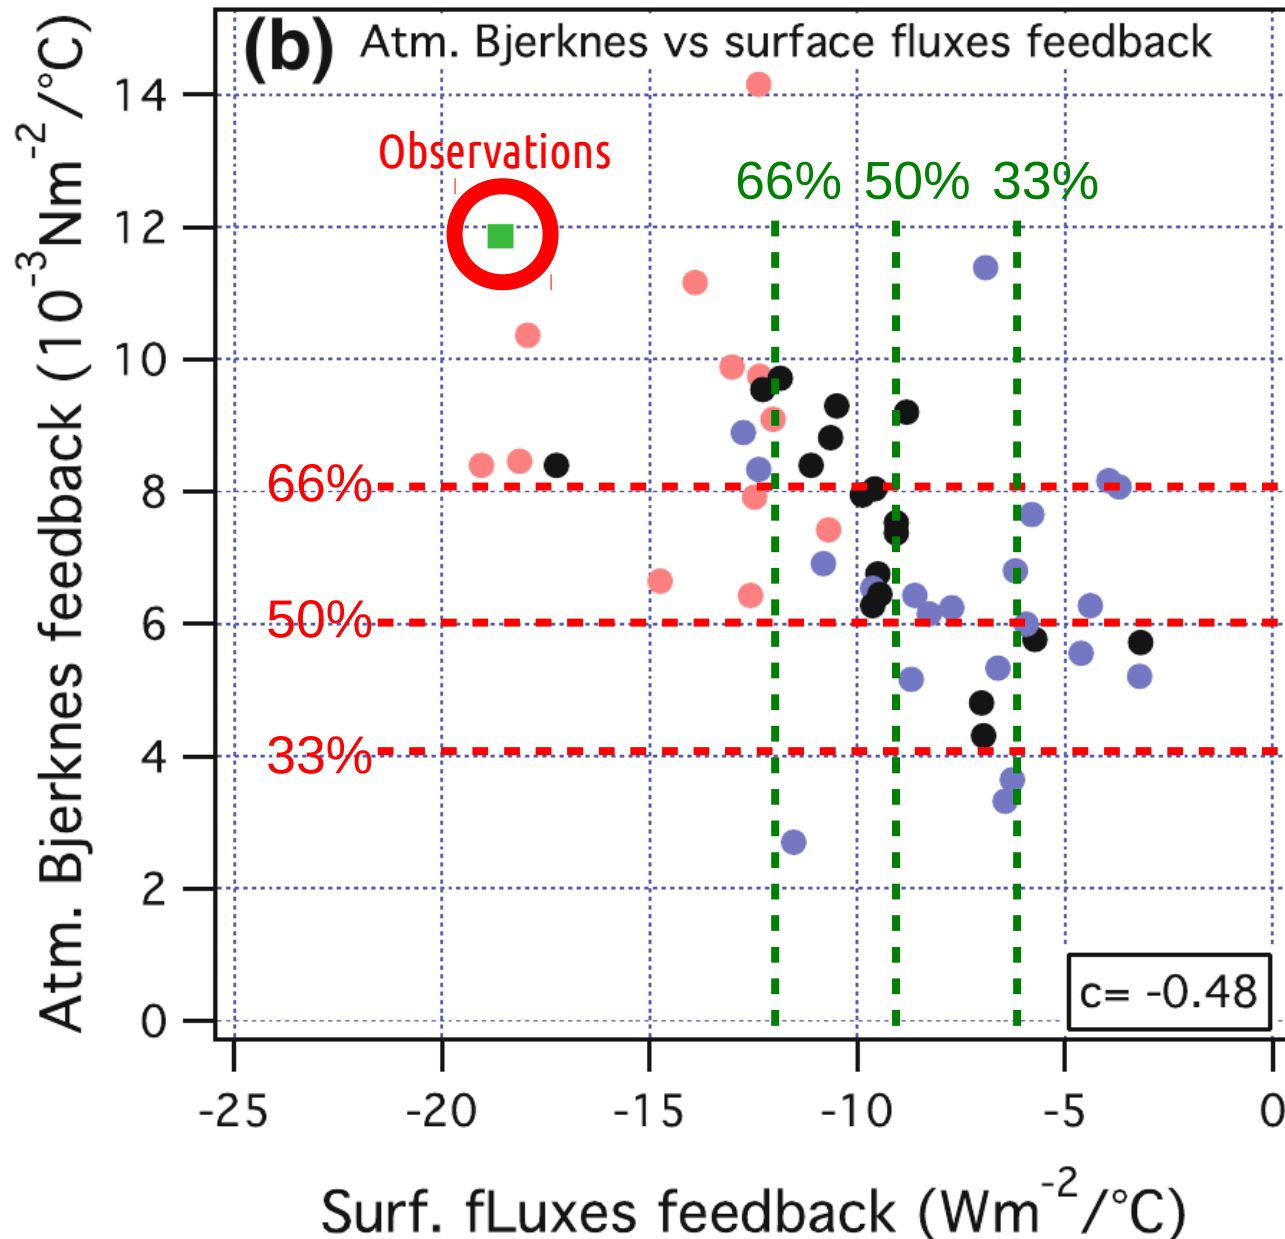 (b) Atm. Bjerknes vs surface fluxes feedback
Atm. Bjerknes feedback (10⁻³Nm⁻²/°C)
14
12
10
8
6
4
2
0
Observations
66% 50% 33%
66%
50%
33%
c= -0.48
-25 -20 -15 -10 -5 0
Surf. fLuxes feedback (Wm⁻²/°C)